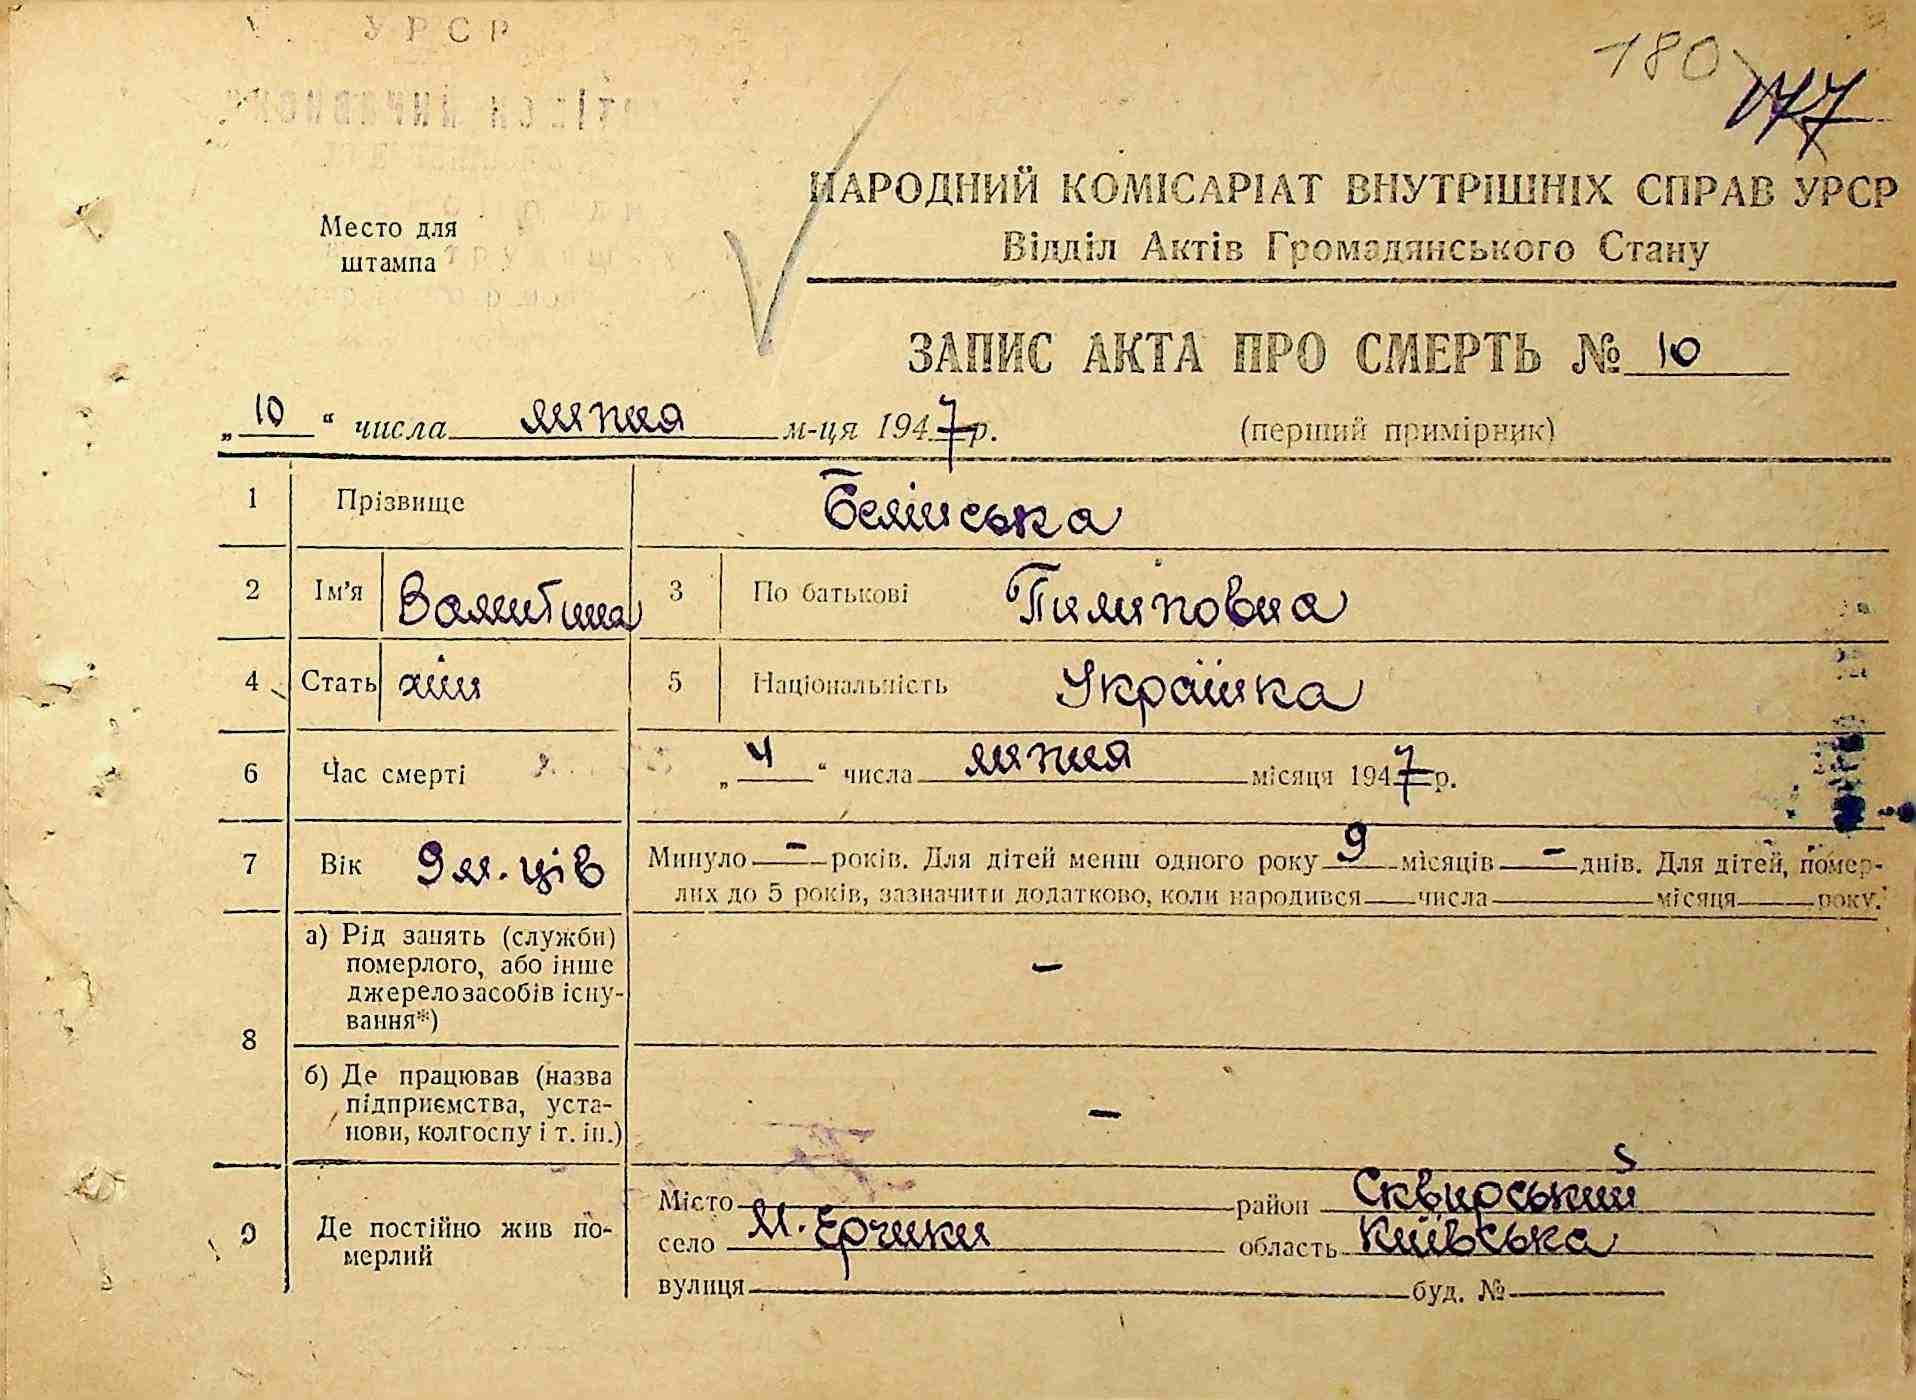 УРСР
180
177
Место для
штампа
НАРОДНИЙ КОМІСАРІАТ ВНУТРІШНІХ СПРАВ УРСР
Відділ Актів Громадянського Стану
ЗАПИС АКТА ПРО СМЕРТЬ № 10
„10“ числа липня м-ця 1947 р. (перший примірник)
1 Прізвище Белінська
2 Ім'я Валинтина 3 По батькові Пиліповна
4 Стать жін 5 Національність Українка
6 Час смерті „4“ числа липня місяця 1947 р.
7 Вік 9 м.ців Минуло - років. Для дітей менш одного року 9 місяців - днів. Для дітей, помер-
лих до 5 років, зазначити додатково, коли народився числа місяця року.
8 а) Рід занять (служби)
померлого, або інше
джерело засобів існу-
вання*) -
б) Де працював (назва
підприємства, уста-
нови, колгоспу і т. ін.) -
9 Де постійно жив по-
мерлий
Місто район Сквирський
село М. Єрчики область Київська
вулиця буд. №